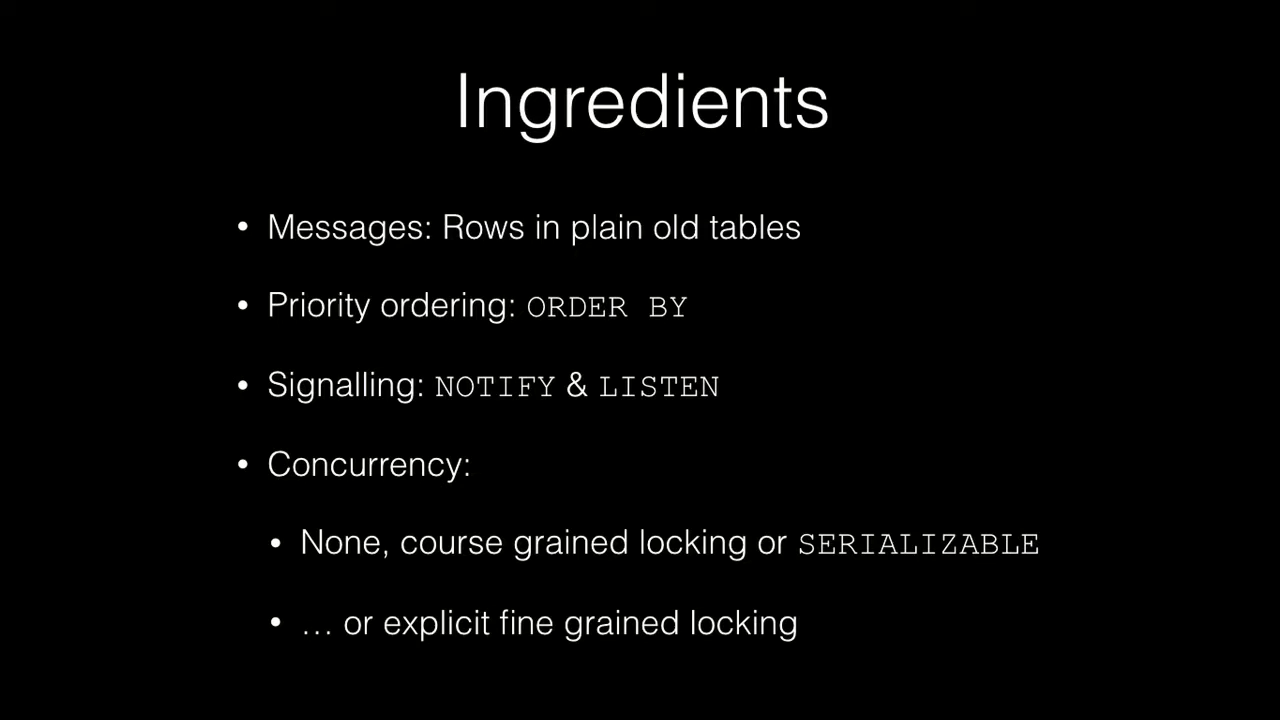 Ingredients
• Messages: Rows in plain old tables
• Priority ordering: ORDER BY
• Signalling: NOTIFY & LISTEN
• Concurrency:
• None, course grained locking or SERIALIZABLE
• … or explicit fine grained locking